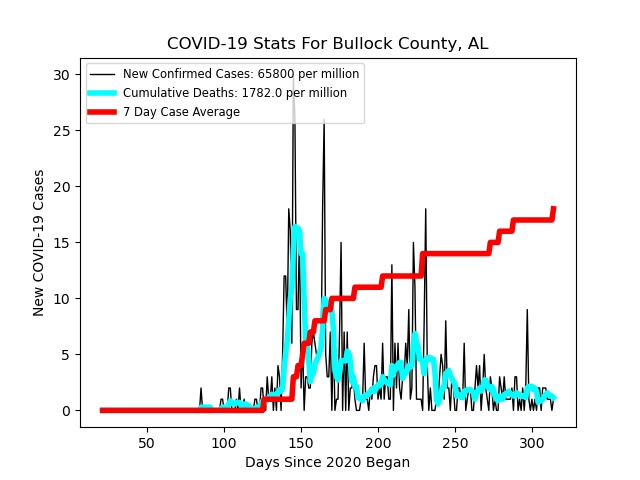 COVID-19 Stats For Bullock County, AL
New Confirmed Cases: 65800 per million
Cumulative Deaths: 1782.0 per million
7 Day Case Average
New COVID-19 Cases
30
25
20
15
10
5
0
50 100 150 200 250 300
Days Since 2020 Began